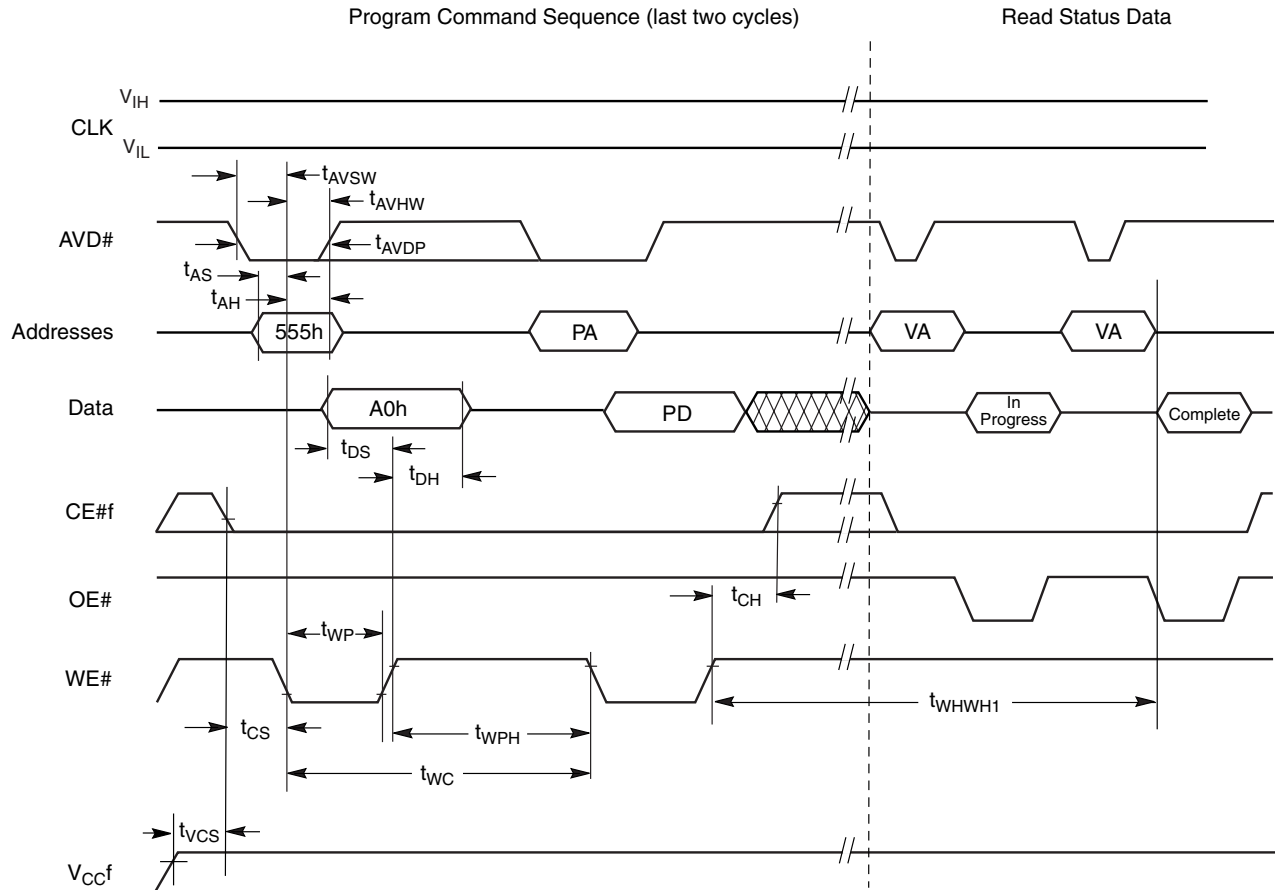 Program Command Sequence (last two cycles)
Read Status Data
VIH
CLK
VIL
tAVSW
tAVHW
AVD#
tAVDP
tAS
tAH
Addresses
555h
PA
VA
VA
Data
A0h
PD
In
Progress
Complete
tDS
tDH
CE#f
OE#
tCH
tWP
WE#
tWHWH1
tCS
tWPH
tWC
tVCS
VCCf